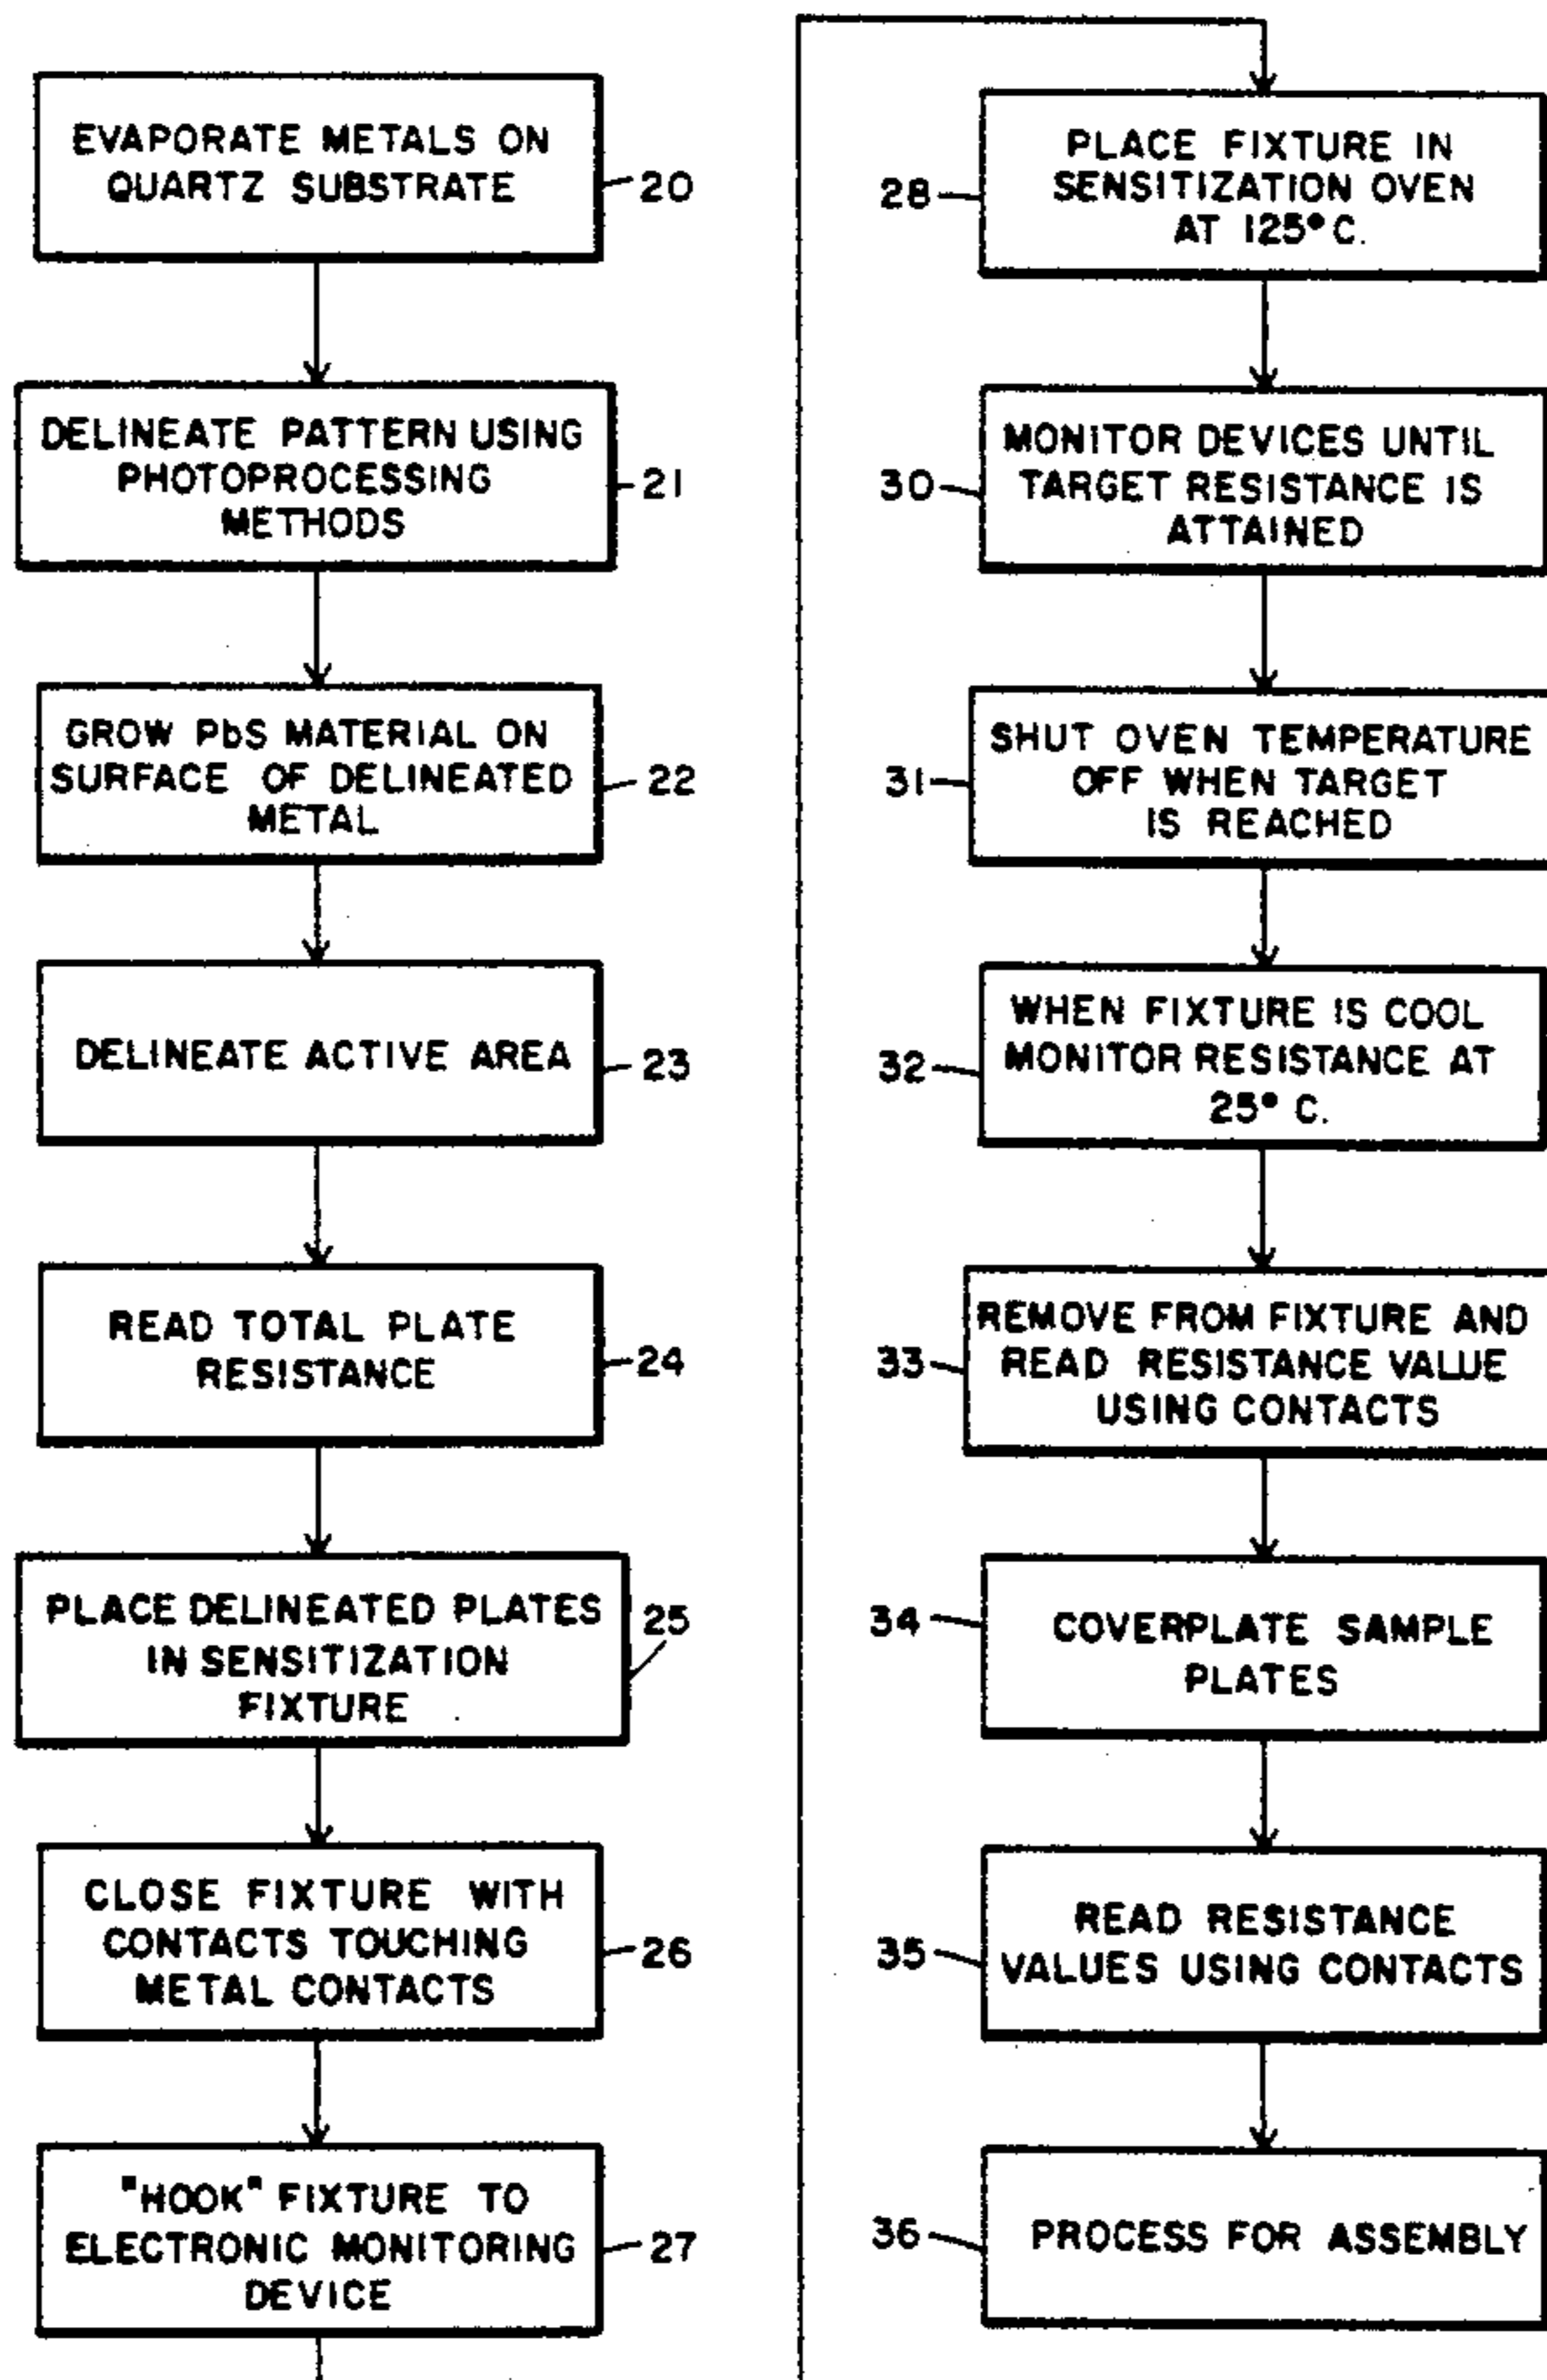 EVAPORATE METALS ON
QUARTZ SUBSTRATE
20
DELINEATE PATTERN USING
PHOTOPROCESSING
METHODS
21
GROW PbS MATERIAL ON
SURFACE OF DELINEATED
METAL
22
DELINEATE ACTIVE AREA
23
READ TOTAL PLATE
RESISTANCE
24
PLACE DELINEATED PLATES
IN SENSITIZATION
FIXTURE
25
CLOSE FIXTURE WITH
CONTACTS TOUCHING
METAL CONTACTS
26
"HOOK" FIXTURE TO
ELECTRONIC MONITORING
DEVICE
27
PLACE FIXTURE IN
SENSITIZATION OVEN
AT 125° C.
28
MONITOR DEVICES UNTIL
TARGET RESISTANCE IS
ATTAINED
30
SHUT OVEN TEMPERATURE
OFF WHEN TARGET
IS REACHED
31
WHEN FIXTURE IS COOL
MONITOR RESISTANCE AT
25° C.
32
REMOVE FROM FIXTURE AND
READ RESISTANCE VALUE
USING CONTACTS
33
COVERPLATE SAMPLE
PLATES
34
READ RESISTANCE
VALUES USING CONTACTS
35
PROCESS FOR ASSEMBLY
36